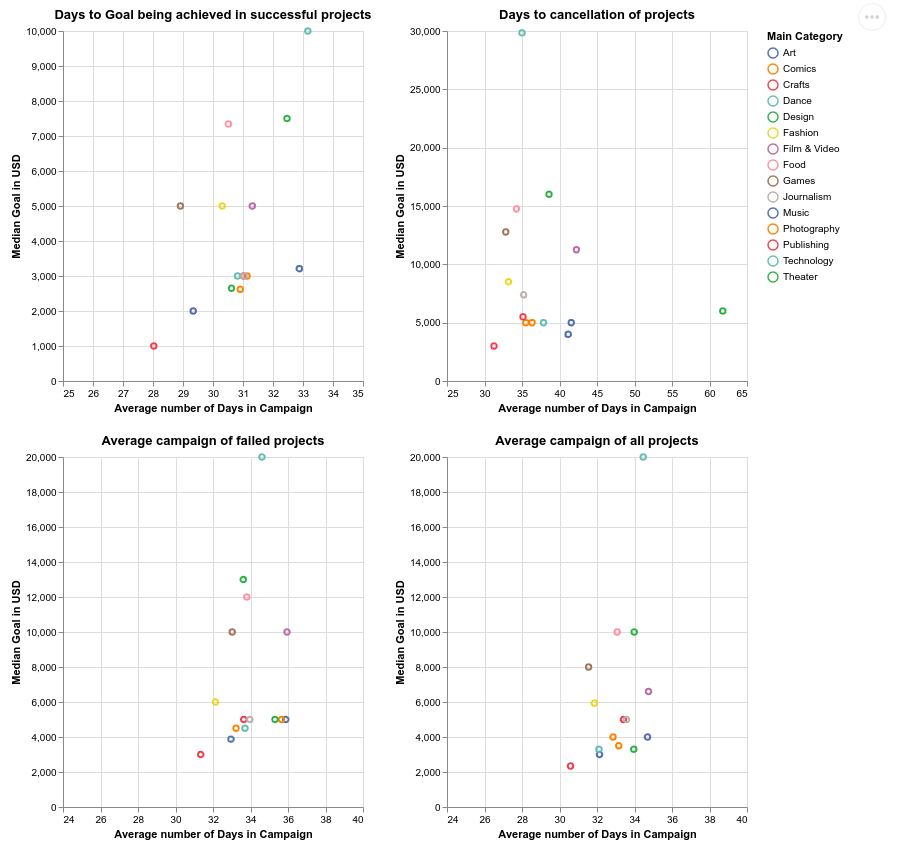 Days to Goal being achieved in successful projects
10,000
9,000
8,000
7,000
6,000
5,000
4,000
3,000
2,000
1,000
0
Median Goal in USD
25 26 27 28 29 30 31 32 33 34 35
Average number of Days in Campaign
Days to cancellation of projects
30,000
25,000
20,000
15,000
10,000
5,000
0
Median Goal in USD
25 30 35 40 45 50 55 60 65
Average number of Days in Campaign
Main Category
Art
Comics
Crafts
Dance
Design
Fashion
Film & Video
Food
Games
Journalism
Music
Photography
Publishing
Technology
Theater
Average campaign of failed projects
20,000
18,000
16,000
14,000
12,000
10,000
8,000
6,000
4,000
2,000
0
Median Goal in USD
24 26 28 30 32 34 36 38 40
Average number of Days in Campaign
Average campaign of all projects
20,000
18,000
16,000
14,000
12,000
10,000
8,000
6,000
4,000
2,000
0
Median Goal in USD
24 26 28 30 32 34 36 38 40
Average number of Days in Campaign